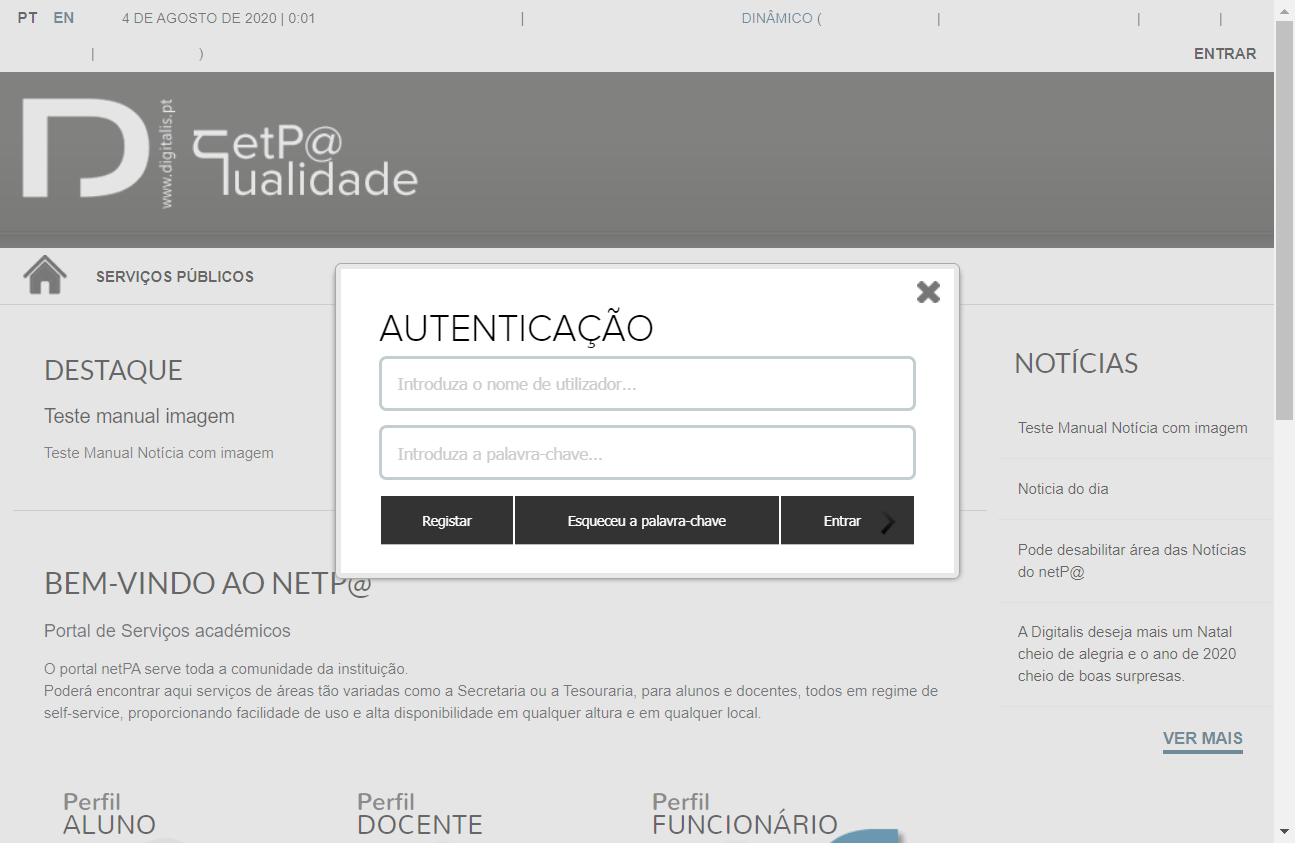 PT EN 4 DE AGOSTO DE 2020 | 0:01 | DINÂMICO ( | | |
| )
ENTRAR
www.digitalis.pt
netP@
qualidade
SERVIÇOS PÚBLICOS
AUTENTICAÇÃO
Introduza o nome de utilizador...
Introduza a palavra-chave...
Registar
Esqueceu a palavra-chave
Entrar
DESTAQUE
Teste manual imagem
Teste Manual Notícia com imagem
BEM-VINDO AO NETP@
Portal de Serviços académicos
O portal netPA serve toda a comunidade da instituição.
Poderá encontrar aqui serviços de áreas tão variadas como a Secretaria ou a Tesouraria, para alunos e docentes, todos em regime de
self-service, proporcionando facilidade de uso e alta disponibilidade em qualquer altura e em qualquer local.
Perfil
ALUNO
Perfil
DOCENTE
Perfil
FUNCIONÁRIO
NOTÍCIAS
Teste Manual Notícia com imagem
Noticia do dia
Pode desabilitar área das Notícias
do netP@
A Digitalis deseja mais um Natal
cheio de alegria e o ano de 2020
cheio de boas surpresas.
VER MAIS